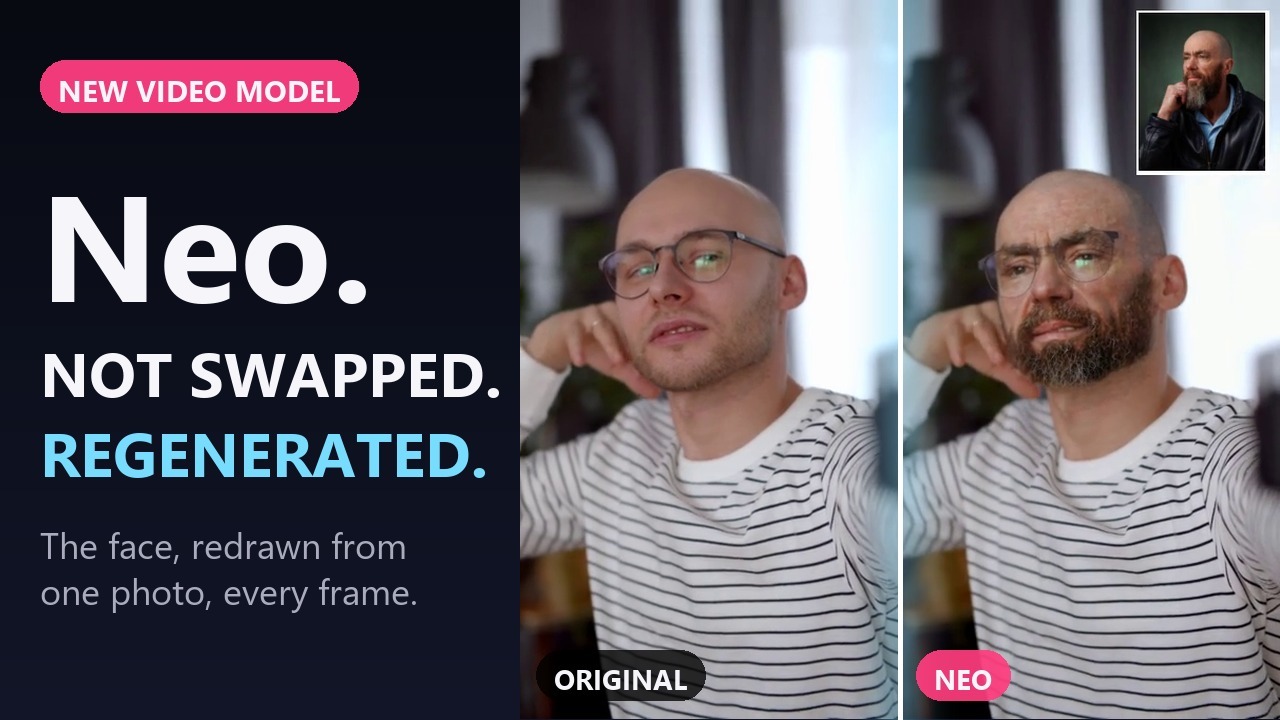 NEW VIDEO MODEL
Neo.
NOT SWAPPED.
REGENERATED.
The face, redrawn from
one photo, every frame.
ORIGINAL
NEO